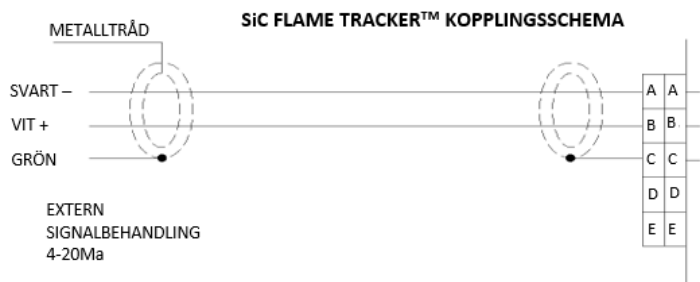 SiC FLAME TRACKER™ KOPPLINGSSCHEMA
METALLTRÅD
SVART –
VIT +
GRÖN
A A
B B
C C
D D
E E
EXTERN
SIGNALBEHANDLING
4-20Ma